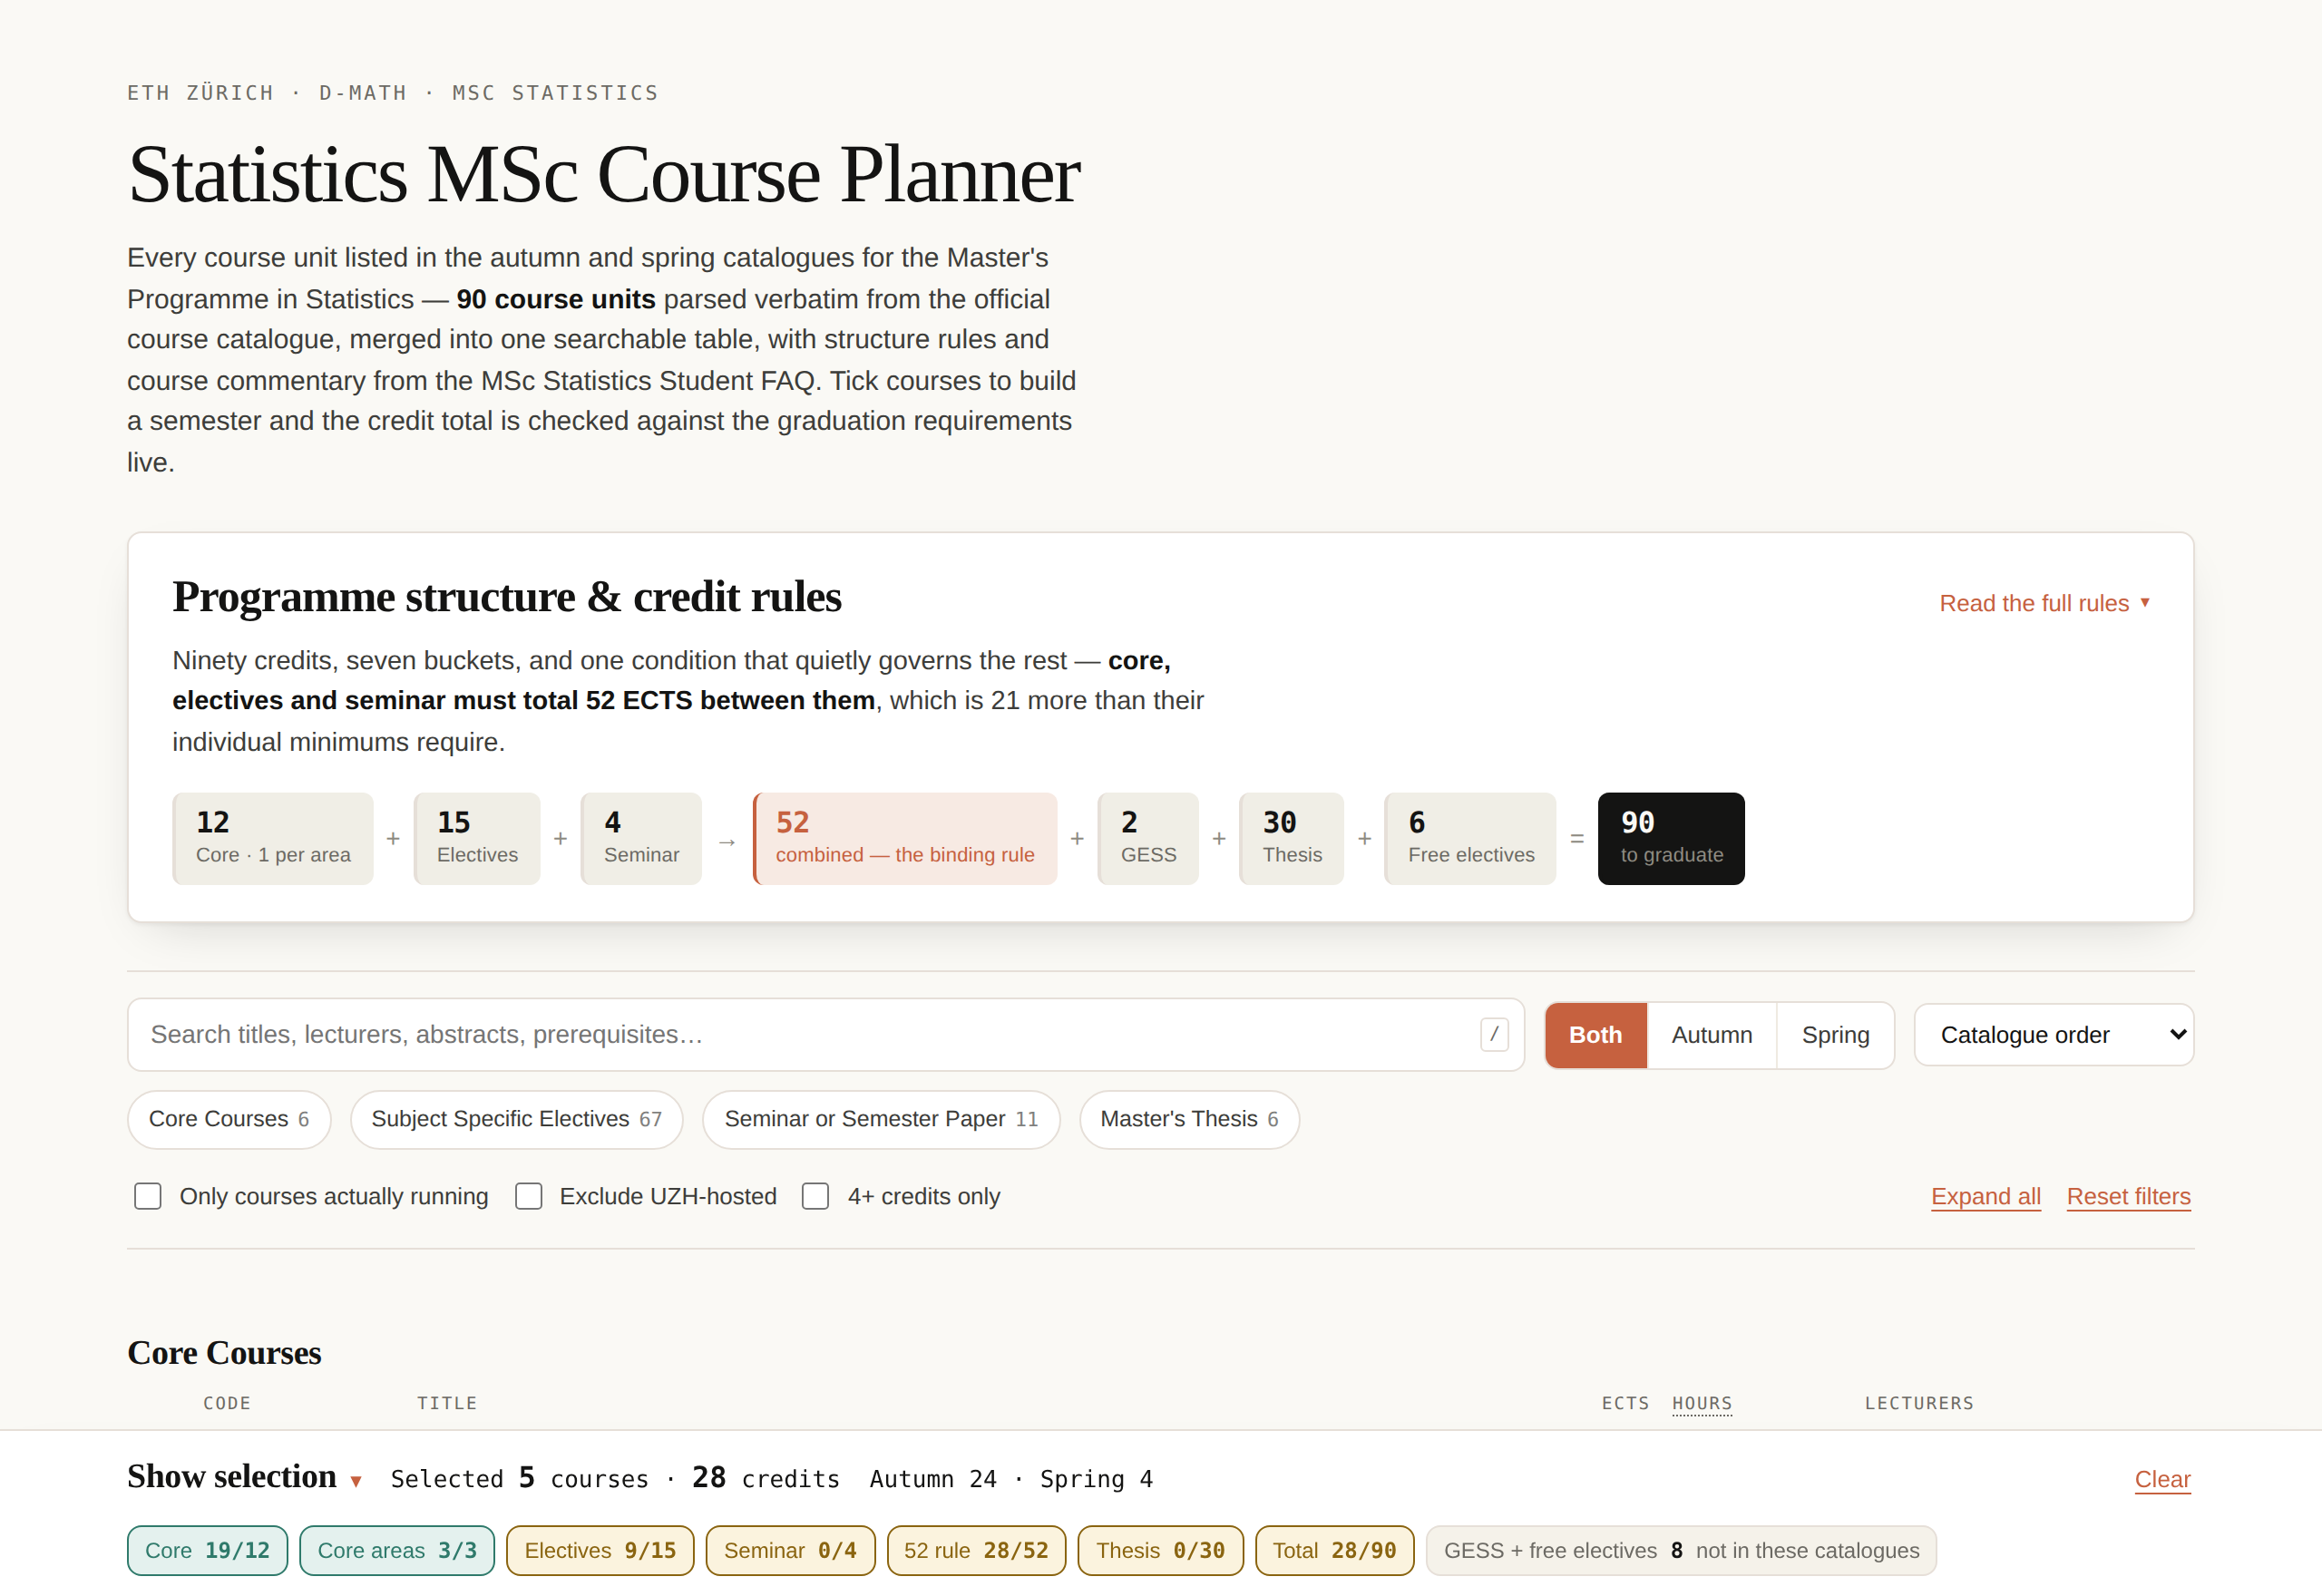 ETH ZÜRICH · D-MATH · MSC STATISTICS
Statistics MSc Course Planner
Every course unit listed in the autumn and spring catalogues for the Master's
Programme in Statistics — 90 course units parsed verbatim from the official
course catalogue, merged into one searchable table, with structure rules and
course commentary from the MSc Statistics Student FAQ. Tick courses to build
a semester and the credit total is checked against the graduation requirements
live.
Programme structure & credit rules
Read the full rules ▼
Ninety credits, seven buckets, and one condition that quietly governs the rest — core,
electives and seminar must total 52 ECTS between them, which is 21 more than their
individual minimums require.
12 15 4 52 2 30 6 90
Core · 1 per area + Electives + Seminar → combined — the binding rule + GESS + Thesis + Free electives = to graduate
Search titles, lecturers, abstracts, prerequisites… / Both Autumn Spring Catalogue order
Core Courses 6 Subject Specific Electives 67 Seminar or Semester Paper 11 Master's Thesis 6
Only courses actually running Exclude UZH-hosted 4+ credits only Expand all Reset filters
Core Courses
CODE TITLE ECTS HOURS LECTURERS
Show selection ▼ Selected 5 courses · 28 credits Autumn 24 · Spring 4 Clear
Core 19/12 Core areas 3/3 Electives 9/15 Seminar 0/4 52 rule 28/52 Thesis 0/30 Total 28/90 GESS + free electives 8 not in these catalogues